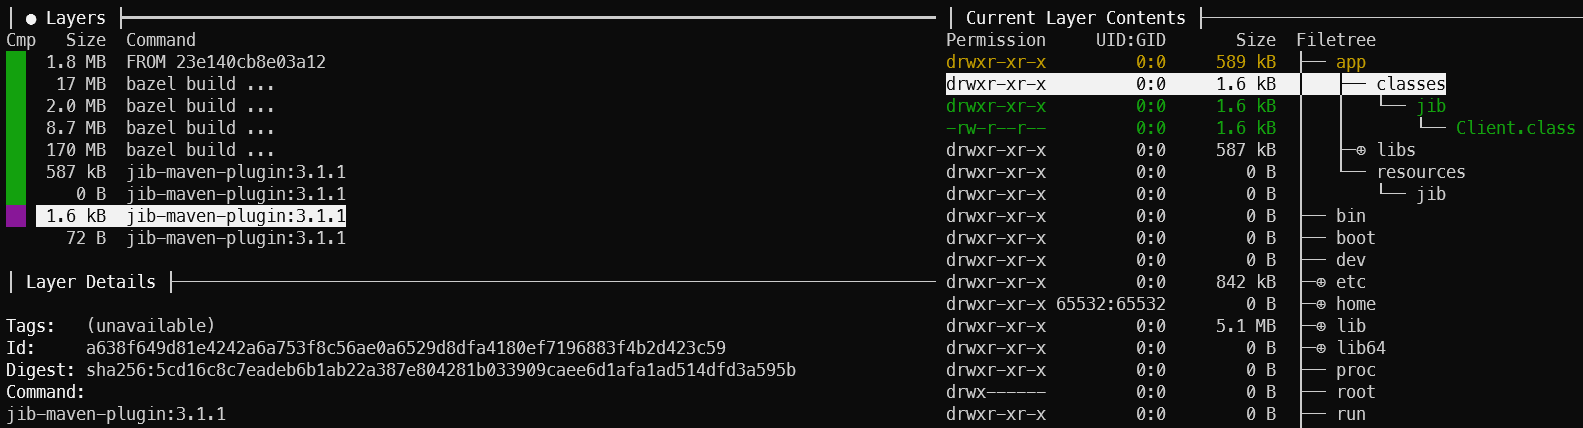 ● Layers
Cmp Size Command
1.8 MB FROM 23e140cb8e03a12
17 MB bazel build ...
2.0 MB bazel build ...
8.7 MB bazel build ...
170 MB bazel build ...
587 kB jib-maven-plugin:3.1.1
0 B jib-maven-plugin:3.1.1
1.6 kB jib-maven-plugin:3.1.1
72 B jib-maven-plugin:3.1.1
Layer Details
Tags: (unavailable)
Id: a638f649d81e4242a6a753f8c56ae0a6529d8dfa4180ef7196883f4b2d423c59
Digest: sha256:5cd16c8c7eadeb6b1ab22a387e804281b033909caee6d1afa1ad514dfd3a595b
Command:
jib-maven-plugin:3.1.1
Current Layer Contents
Permission UID:GID Size Filetree
drwxr-xr-x 0:0 589 kB ├── app
drwxr-xr-x 0:0 1.6 kB │ ├── classes
drwxr-xr-x 0:0 1.6 kB │ │ └── jib
-rw-r--r-- 0:0 1.6 kB │ │ └── Client.class
drwxr-xr-x 0:0 587 kB │ ├─⊕ libs
drwxr-xr-x 0:0 0 B │ └── resources
drwxr-xr-x 0:0 0 B │ └── jib
drwxr-xr-x 0:0 0 B ├── bin
drwxr-xr-x 0:0 0 B ├── boot
drwxr-xr-x 0:0 0 B ├── dev
drwxr-xr-x 0:0 842 kB ├─⊕ etc
drwxr-xr-x 65532:65532 0 B ├─⊕ home
drwxr-xr-x 0:0 5.1 MB ├─⊕ lib
drwxr-xr-x 0:0 0 B ├─⊕ lib64
drwxr-xr-x 0:0 0 B ├── proc
drwx------ 0:0 0 B ├── root
drwxr-xr-x 0:0 0 B ├── run